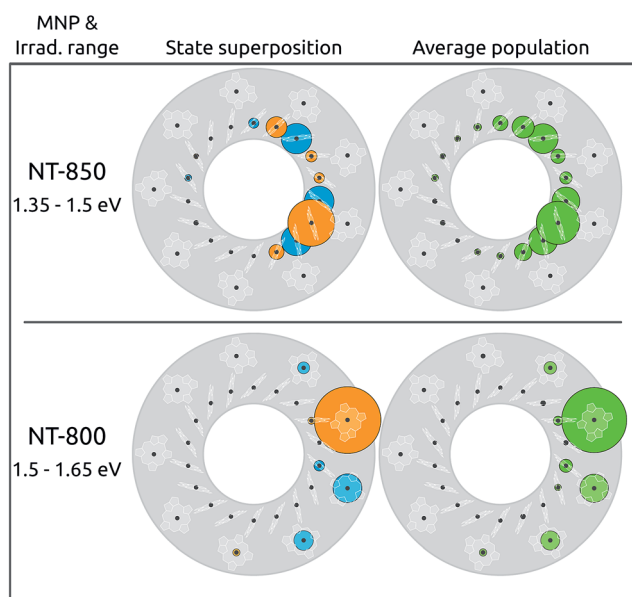 MNP &
Irrad. range
State superposition
Average population
NT-850
1.35 - 1.5 eV
NT-800
1.5 - 1.65 eV